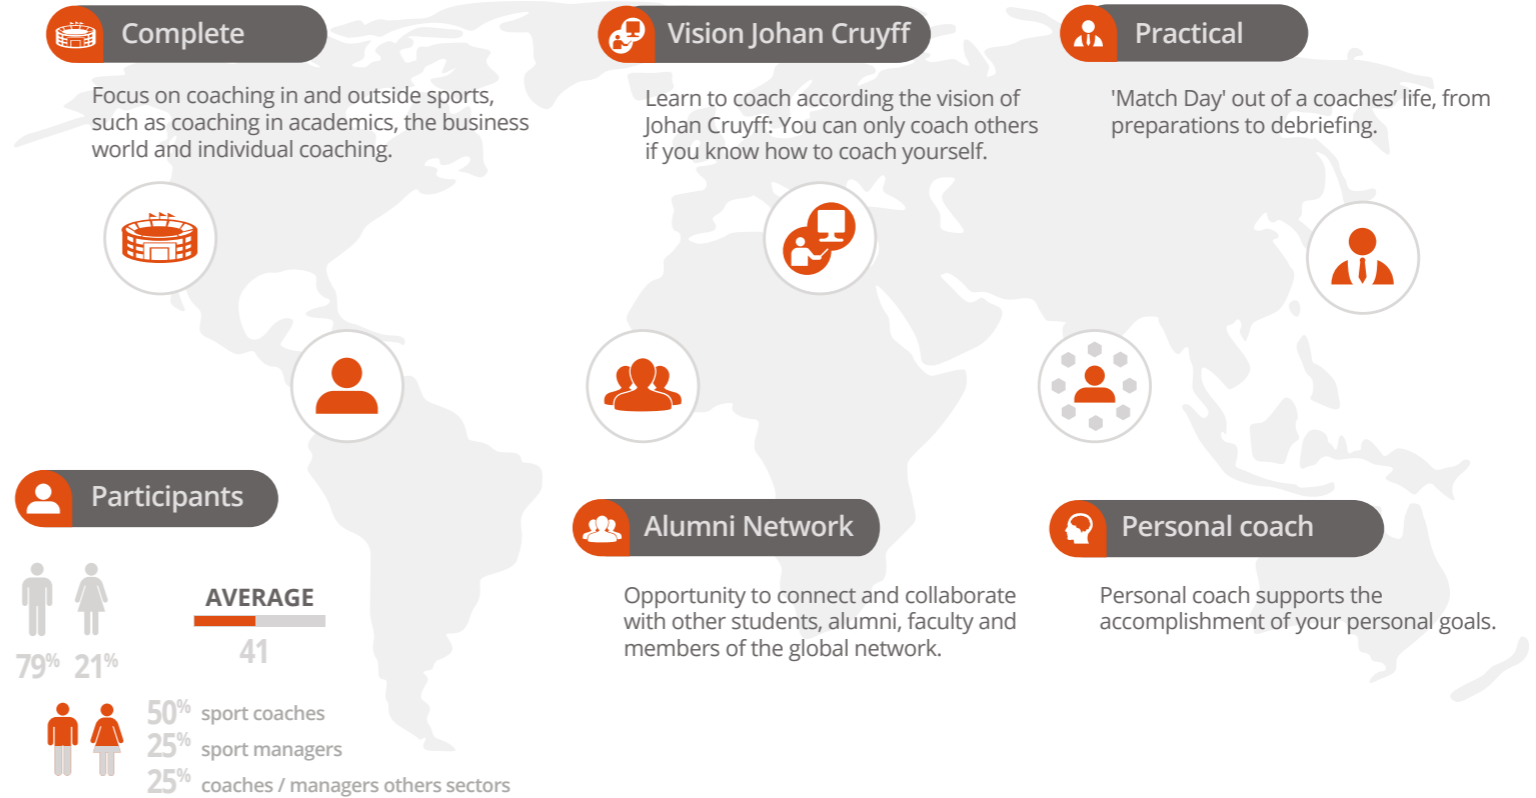 Complete
Focus on coaching in and outside sports,
such as coaching in academics, the business
world and individual coaching.
Vision Johan Cruyff
Learn to coach according the vision of
Johan Cruyff: You can only coach others
if you know how to coach yourself.
Practical
'Match Day' out of a coaches’ life, from
preparations to debriefing.
Participants
79% 21%
AVERAGE
41
50% sport coaches
25% sport managers
25% coaches / managers others sectors
Alumni Network
Opportunity to connect and collaborate
with other students, alumni, faculty and
members of the global network.
Personal coach
Personal coach supports the
accomplishment of your personal goals.